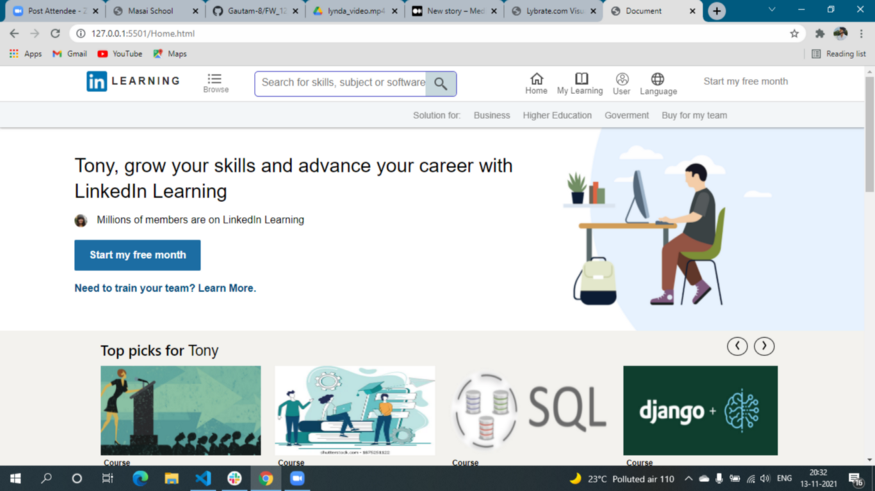 Post Attendee - Z
Masai School
Gautam-8/FW_12
lynda_video.mp4
New story – Med
Lybrate.com Visu
Document
127.0.0.1:5501/Home.html
Apps
Gmail
YouTube
Maps
Reading list
in LEARNING
Browse
Search for skills, subject or software
Home
My Learning
User
Language
Start my free month
Solution for:
Business
Higher Education
Goverment
Buy for my team
Tony, grow your skills and advance your career with
LinkedIn Learning
Millions of members are on LinkedIn Learning
Start my free month
Need to train your team? Learn More.
Top picks for Tony
SQL
django +
Course
Course
Course
Course
23°C Polluted air 110
ENG
20:32
13-11-2021
16